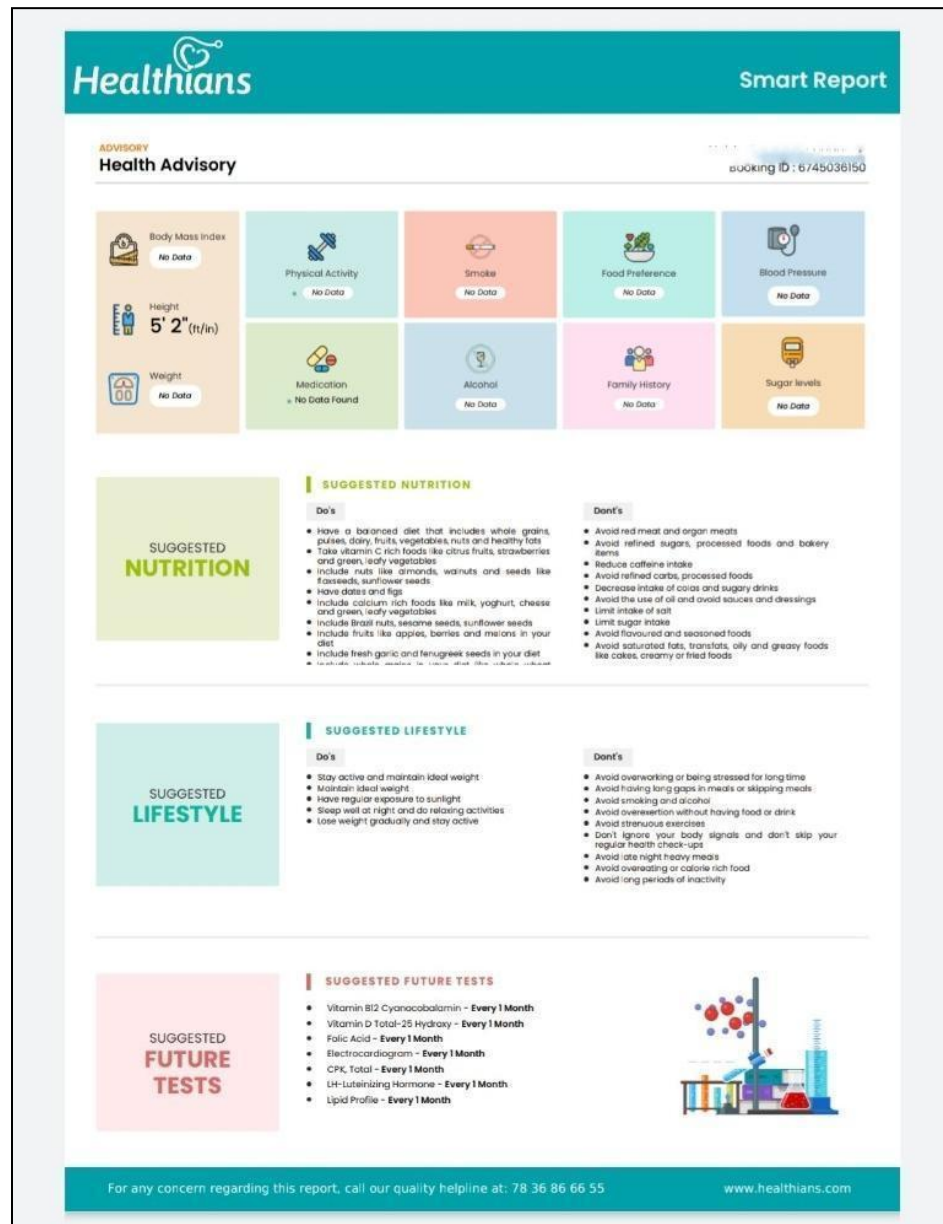 Healthians
Smart Report
ADVISORY
Health Advisory
Booking ID : 6745036150
Body Mass Index
No Data
Height
5' 2"(ft/in)
Weight
No Data
Physical Activity
No Data
Smoke
No Data
Food Preference
No Data
Blood Pressure
No Data
Medication
No Data Found
Alcohol
No Data
Family History
No Data
Sugar levels
No Data
SUGGESTED
NUTRITION
SUGGESTED NUTRITION
Do's
• Have a balanced diet that includes whole grains,
pulses, dairy, fruits, vegetables, nuts and healthy fats
• Take vitamin C rich foods like citrus fruits, strawberries
and green, leafy vegetables
• Include nuts like almonds, walnuts and seeds like
flaxseeds, sunflower seeds
• Have dates and figs
• Include calcium rich foods like milk, yoghurt, cheese
and green, leafy vegetables
• Include Brazil nuts, sesame seeds, sunflower seeds
• Include fruits like apples, berries and melons in your
diet
• Include fresh garlic and fenugreek seeds in your diet
• Include whole grains in your diet like whole wheat
Dont's
• Avoid red meat and organ meats
• Avoid refined sugars, processed foods and bakery
items
• Reduce caffeine intake
• Avoid refined carbs, processed foods
• Decrease intake of colas and sugary drinks
• Avoid the use of oil and avoid sauces and dressings
• Limit intake of salt
• Limit sugar intake
• Avoid flavoured and seasoned foods
• Avoid saturated fats, transfats, oily and greasy foods
like cakes, creamy or fried foods
SUGGESTED
LIFESTYLE
SUGGESTED LIFESTYLE
Do's
• Stay active and maintain ideal weight
• Maintain ideal weight
• Have regular exposure to sunlight
• Sleep well at night and do relaxing activities
• Lose weight gradually and stay active
Dont's
• Avoid overworking or being stressed for long time
• Avoid having long gaps in meals or skipping meals
• Avoid smoking and alcohol
• Avoid overexertion without having food or drink
• Avoid strenuous exercises
• Don't ignore your body signals and don't skip your
regular health check-ups
• Avoid late night heavy meals
• Avoid overeating or calorie rich food
• Avoid long periods of inactivity
SUGGESTED
FUTURE
TESTS
SUGGESTED FUTURE TESTS
• Vitamin B12 Cyanocobalamin - Every 1 Month
• Vitamin D Total-25 Hydroxy - Every 1 Month
• Folic Acid - Every 1 Month
• Electrocardiogram - Every 1 Month
• CPK, Total - Every 1 Month
• LH-Luteinizing Hormone - Every 1 Month
• Lipid Profile - Every 1 Month
For any concern regarding this report, call our quality helpline at: 78 36 86 66 55
www.healthians.com